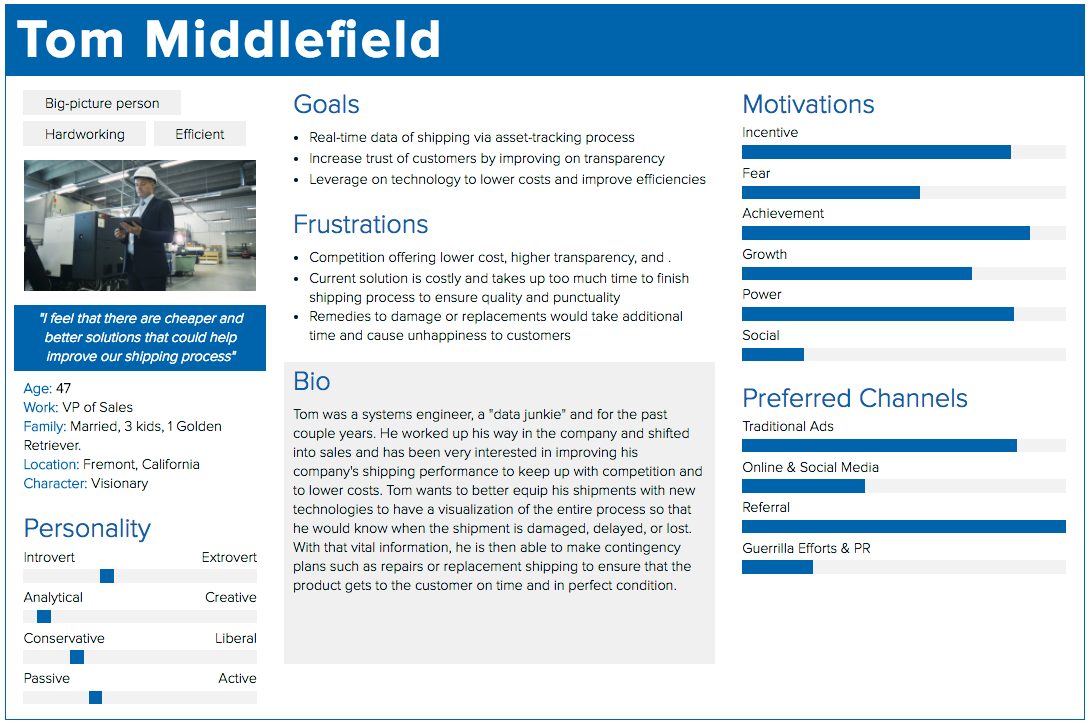 Tom Middlefield
Big-picture person
Hardworking
Efficient
"I feel that there are cheaper and
better solutions that could help
improve our shipping process"
Age: 47
Work: VP of Sales
Family: Married, 3 kids, 1 Golden
Retriever.
Location: Fremont, California
Character: Visionary
Personality
Introvert Extrovert
Analytical Creative
Conservative Liberal
Passive Active
Goals
• Real-time data of shipping via asset-tracking process
• Increase trust of customers by improving on transparency
• Leverage on technology to lower costs and improve efficiencies
Frustrations
• Competition offering lower cost, higher transparency, and .
• Current solution is costly and takes up too much time to finish
shipping process to ensure quality and punctuality
• Remedies to damage or replacements would take additional
time and cause unhappiness to customers
Bio
Tom was a systems engineer, a "data junkie" and for the past
couple years. He worked up his way in the company and shifted
into sales and has been very interested in improving his
company's shipping performance to keep up with competition and
to lower costs. Tom wants to better equip his shipments with new
technologies to have a visualization of the entire process so that
he would know when the shipment is damaged, delayed, or lost.
With that vital information, he is then able to make contingency
plans such as repairs or replacement shipping to ensure that the
product gets to the customer on time and in perfect condition.
Motivations
Incentive
Fear
Achievement
Growth
Power
Social
Preferred Channels
Traditional Ads
Online & Social Media
Referral
Guerrilla Efforts & PR